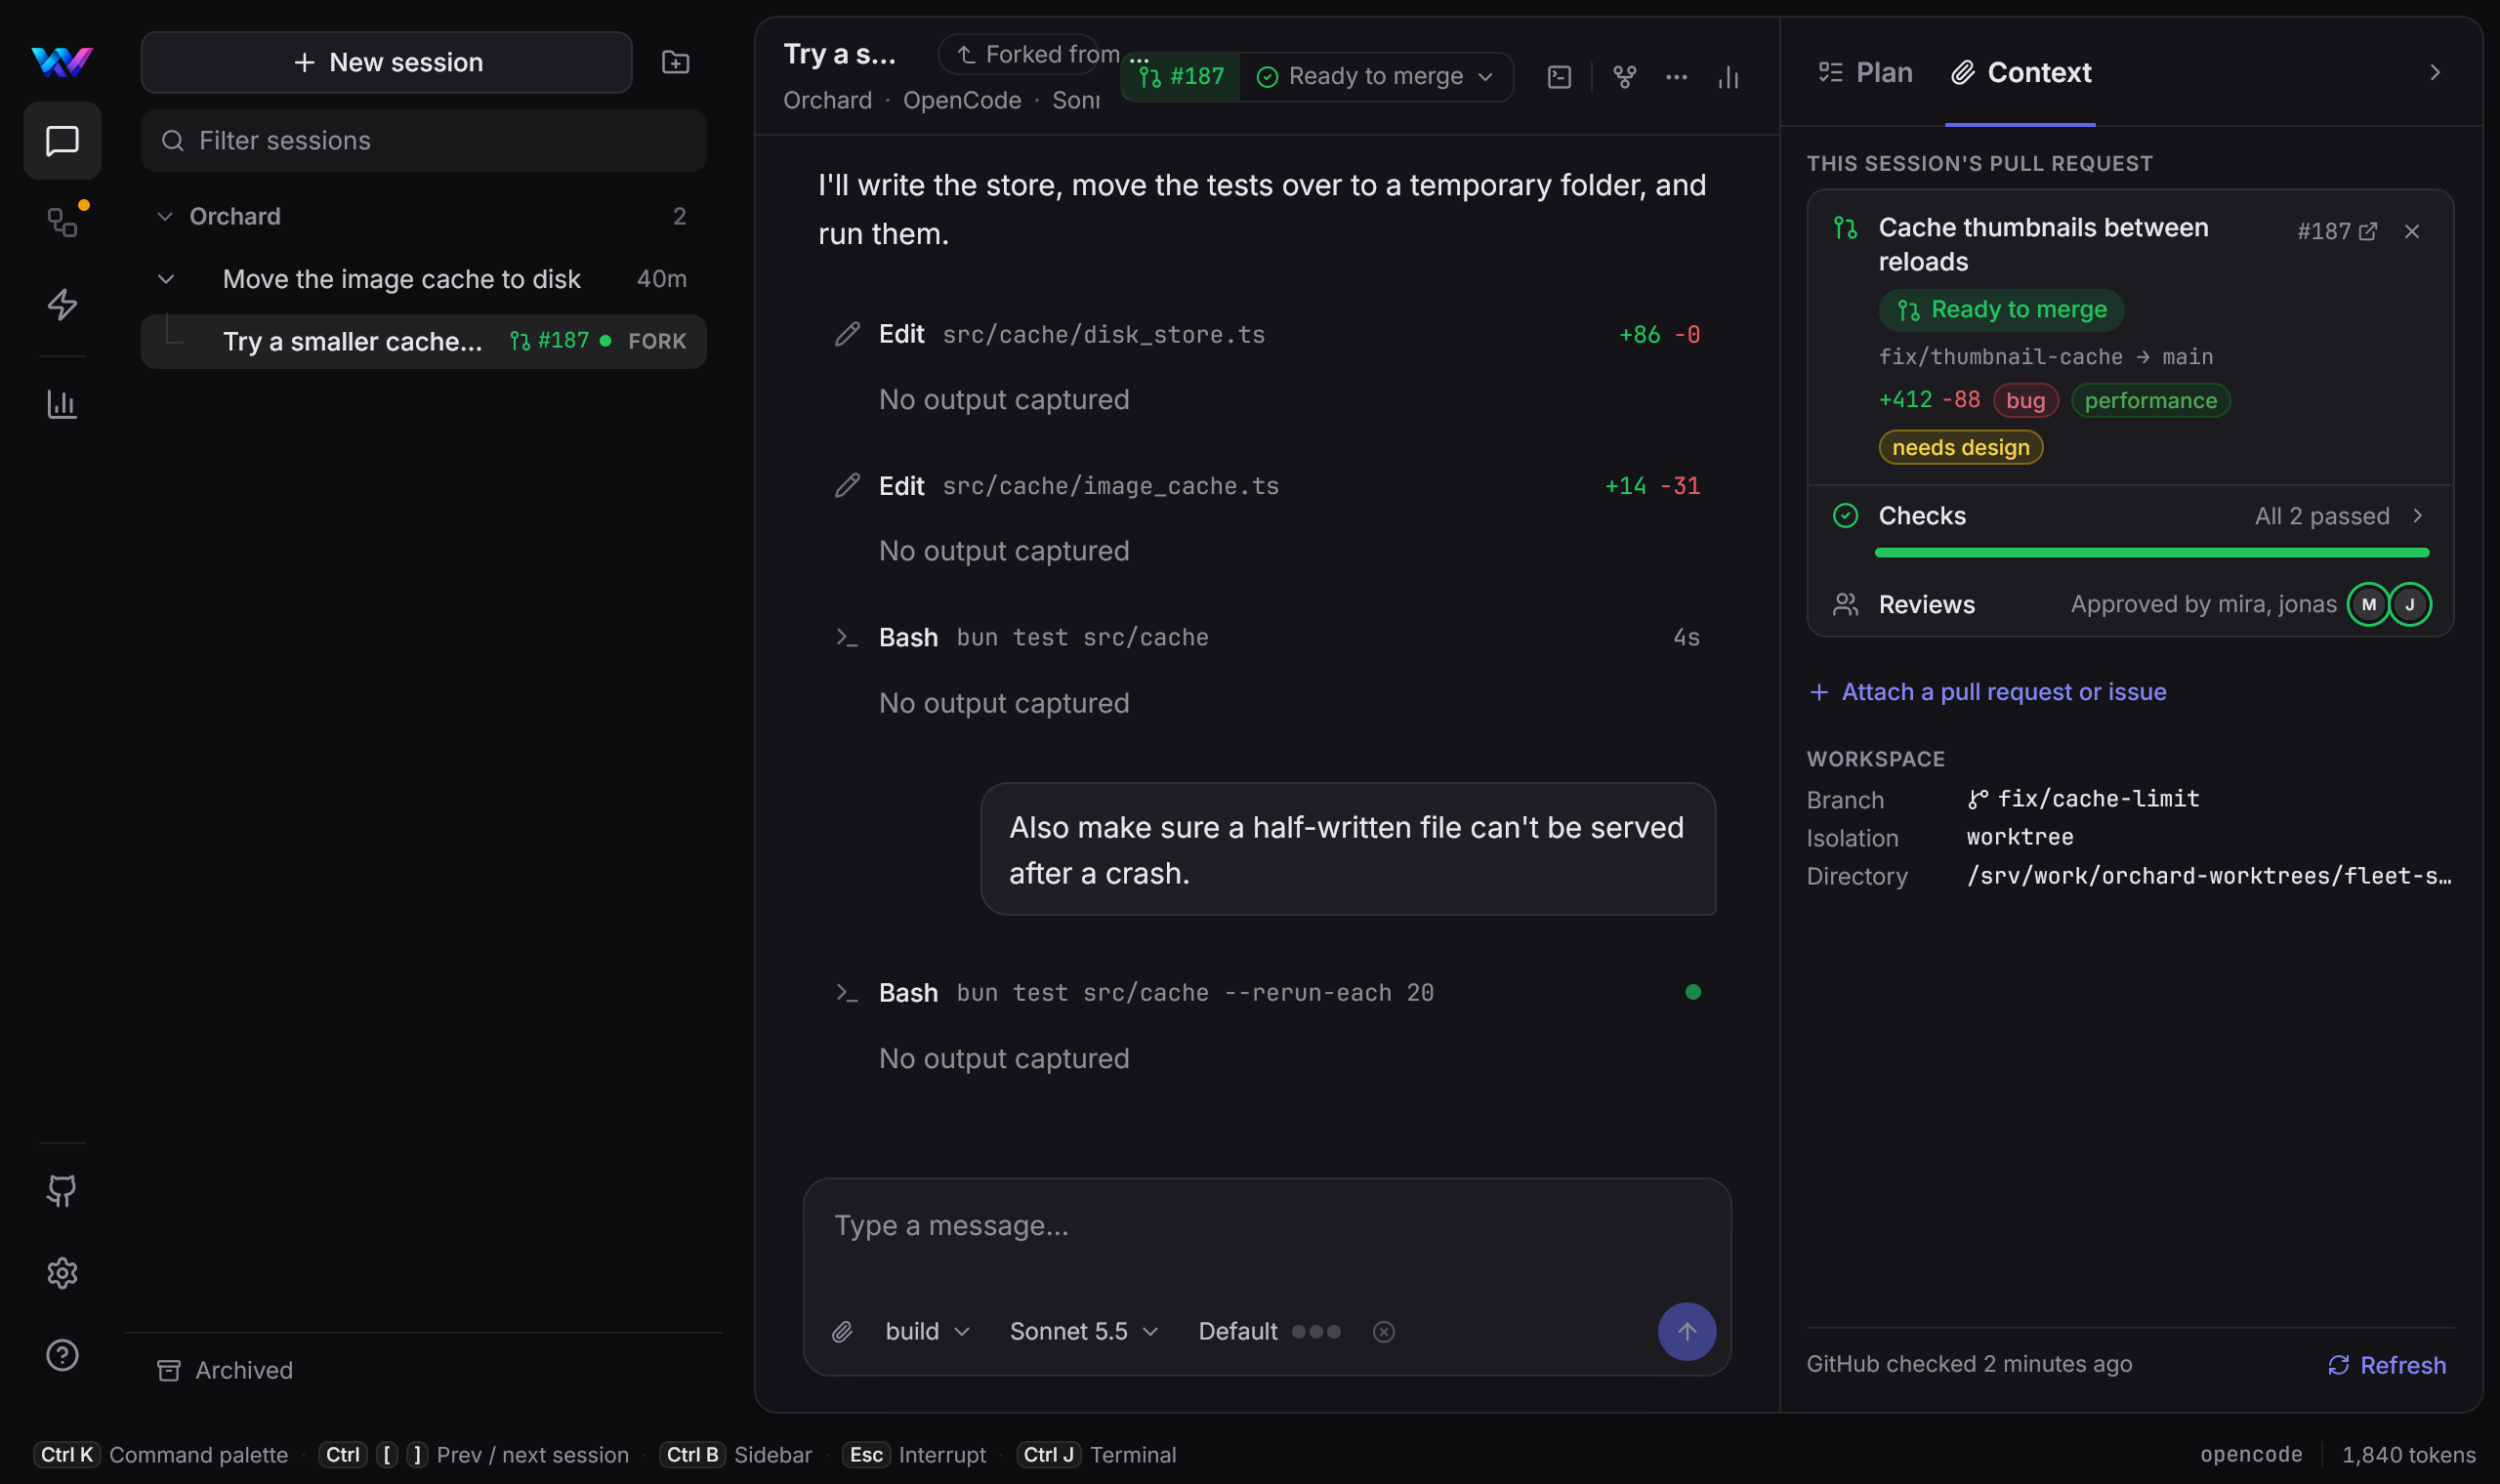 New session
Filter sessions
Orchard 2
Move the image cache to disk 40m
Try a smaller cache... #187 FORK
Archived
Try a s...
Forked from...
#187 Ready to merge
Orchard · OpenCode · Sonn
I'll write the store, move the tests over to a temporary folder, and
run them.
Edit src/cache/disk_store.ts +86 -0
No output captured
Edit src/cache/image_cache.ts +14 -31
No output captured
Bash bun test src/cache 4s
No output captured
Also make sure a half-written file can't be served
after a crash.
Bash bun test src/cache --rerun-each 20
No output captured
Type a message...
build Sonnet 5.5 Default
Plan Context
THIS SESSION'S PULL REQUEST
Cache thumbnails between
reloads
#187
Ready to merge
fix/thumbnail-cache → main
+412 -88 bug performance
needs design
Checks All 2 passed
Reviews Approved by mira, jonas M J
+ Attach a pull request or issue
WORKSPACE
Branch fix/cache-limit
Isolation worktree
Directory /srv/work/orchard-worktrees/fleet-s...
GitHub checked 2 minutes ago Refresh
Ctrl K Command palette · Ctrl [ ] Prev / next session · Ctrl B Sidebar · Esc Interrupt · Ctrl J Terminal
opencode 1,840 tokens